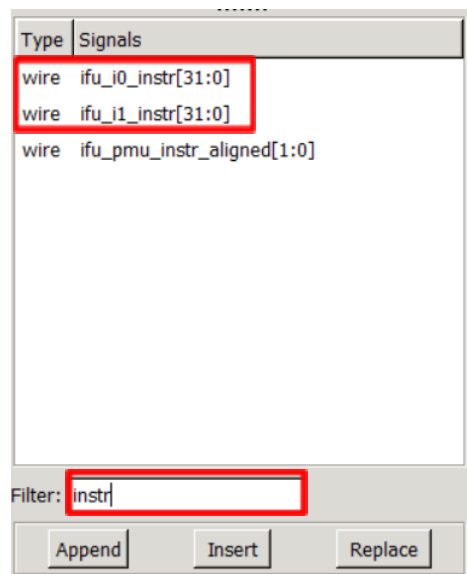 Type Signals
wire ifu_i0_instr[31:0]
wire ifu_i1_instr[31:0]
wire ifu_pmu_instr_aligned[1:0]
Filter: instr
Append Insert Replace